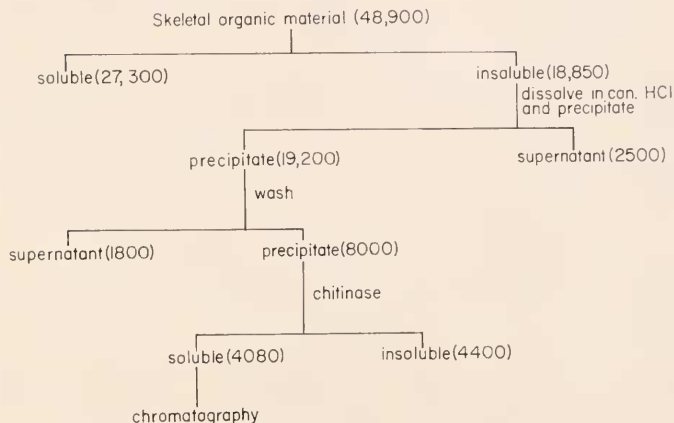 Skeletal organic material (48,900)
soluble(27,300)
insoluble(18,850)
dissolve in con. HCl
and precipitate
precipitate(19,200)
supernatant(2500)
wash
supernatant(1800)
precipitate(8000)
chitinase
soluble(4080)
insoluble(4400)
chromatography